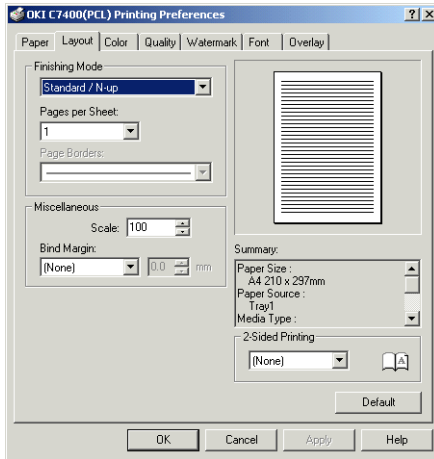 OKI C7400(PCL) Printing Preferences
Paper Layout Color Quality Watermark Font Overlay
Finishing Mode
Standard / N-up
Pages per Sheet:
1
Page Borders:
Miscellaneous
Scale: 100
Bind Margin:
(None) 0.0 mm
Summary:
Paper Size :
A4 210 x 297mm
Paper Source :
Tray1
Media Type :
2-Sided Printing
(None)
A
Default
OK Cancel Apply Help